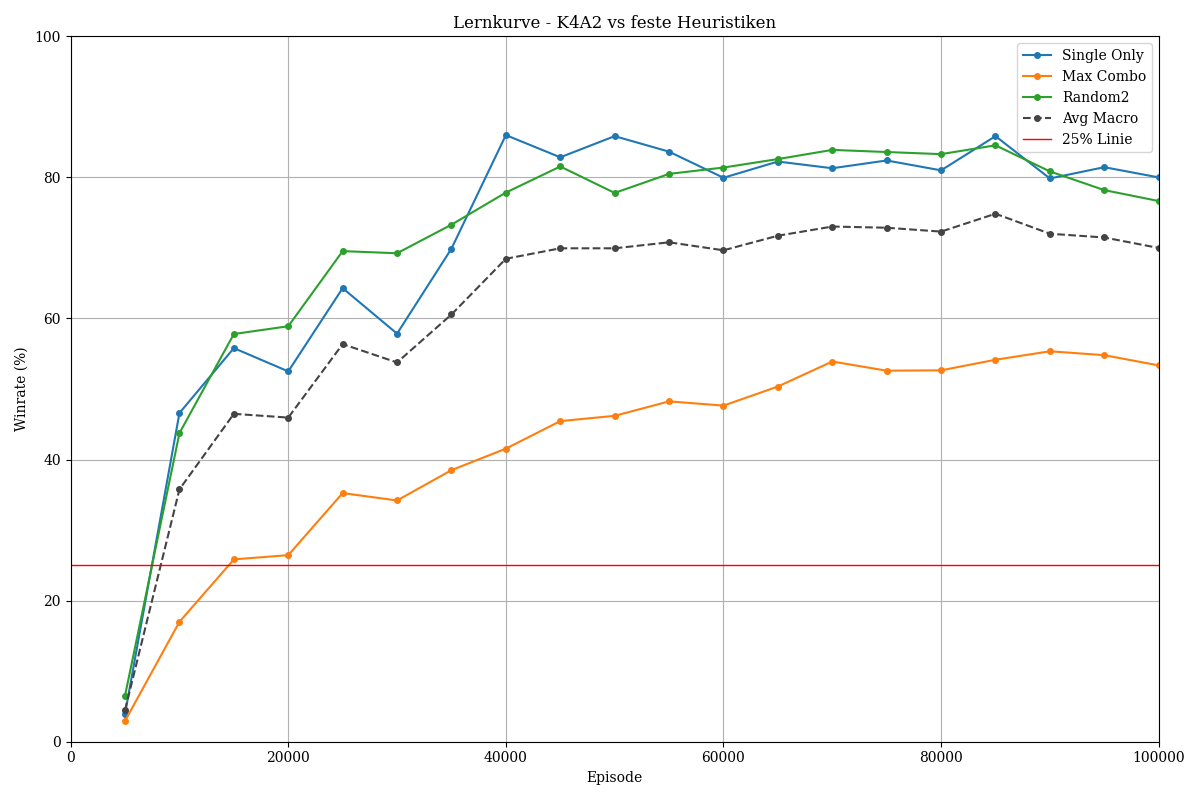 Lernkurve - K4A2 vs feste Heuristiken
100
80
60
40
20
0
Winrate (%)
Single Only
Max Combo
Random2
Avg Macro
25% Linie
0 20000 40000 60000 80000 100000
Episode